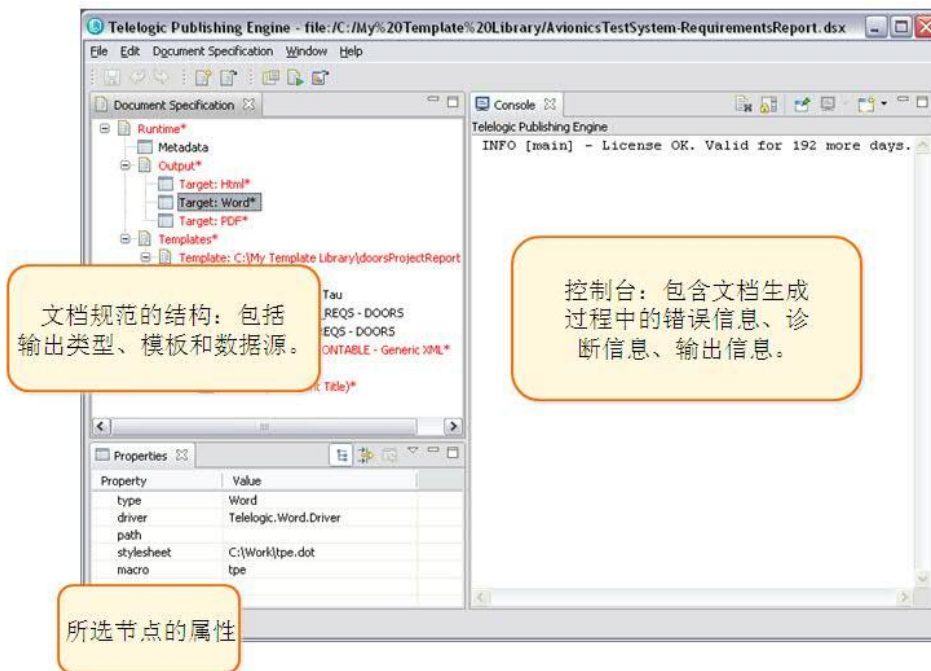 Telelogic Publishing Engine - file:/C:/My%20Template%20Library/AvionicsTestSystem-RequirementsReport.dsx
File Edit Document Specification Window Help
Document Specification
Runtime*
Metadata
Output*
Target: Html*
Target: Word*
Target: PDF*
Templates*
Template: C:\My Template Library\doorsProjectReport
Tau
_REQS - DOORS
EQS - DOORS
ONTABLE - Generic XML*
Title)*
文档规范的结构：包括
输出类型、模板和数据源。
Properties
Property Value
type Word
driver Telelogic.Word.Driver
path
stylesheet C:\Work\tpe.dot
macro tpe
所选节点的属性
Console
Telelogic Publishing Engine
INFO [main] - License OK. Valid for 192 more days.
控制台：包含文档生成
过程中的错误信息、诊
断信息、输出信息。